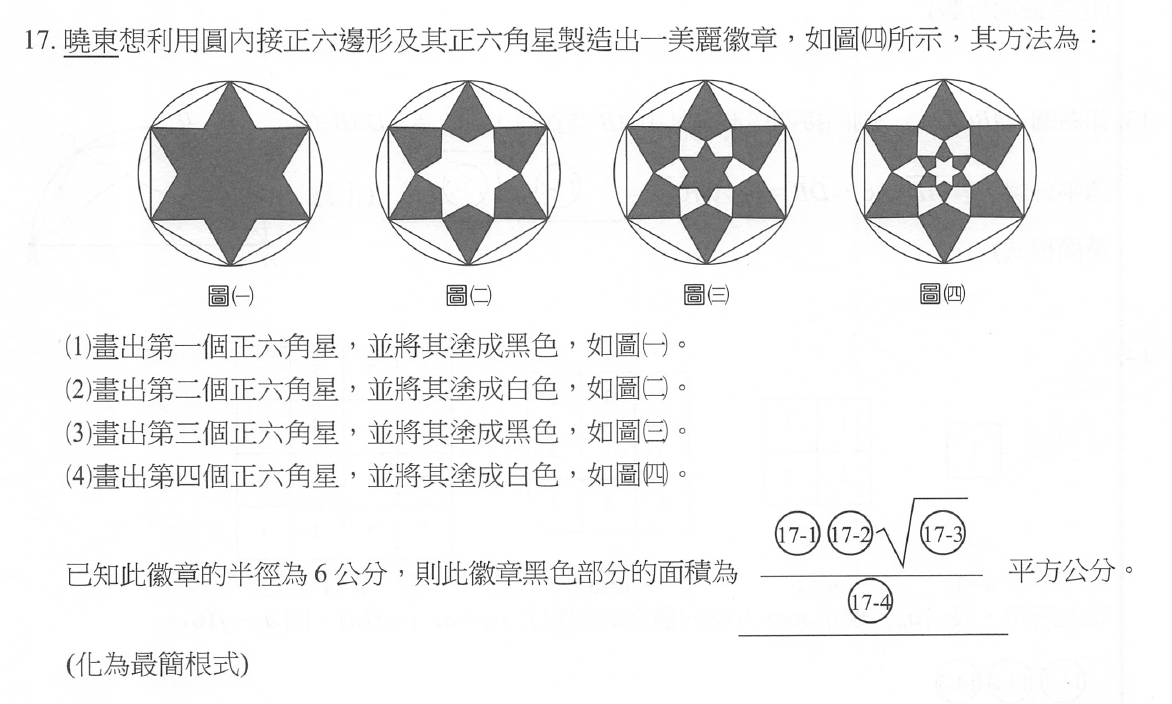 17. 曉東想利用圓內接正六邊形及其正六角星製造出一美麗徽章，如圖㈣所示，其方法為：
圖㈠ 圖㈡ 圖㈢ 圖㈣
⑴畫出第一個正六角星，並將其塗成黑色，如圖㈠。
⑵畫出第二個正六角星，並將其塗成白色，如圖㈡。
⑶畫出第三個正六角星，並將其塗成黑色，如圖㈢。
⑷畫出第四個正六角星，並將其塗成白色，如圖㈣。
17-1 17-2 √17-3
已知此徽章的半徑為 6 公分，則此徽章黑色部分的面積為 平方公分。
17-4
(化為最簡根式)